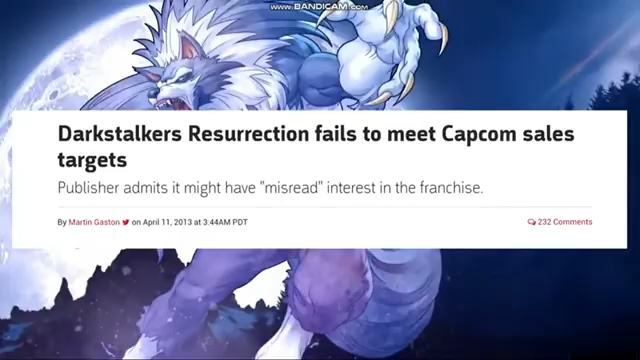 www.BANDICAM.com
Darkstalkers Resurrection fails to meet Capcom sales
targets
Publisher admits it might have "misread" interest in the franchise.
By Martin Gaston on April 11, 2013 at 3:44AM PDT
232 Comments